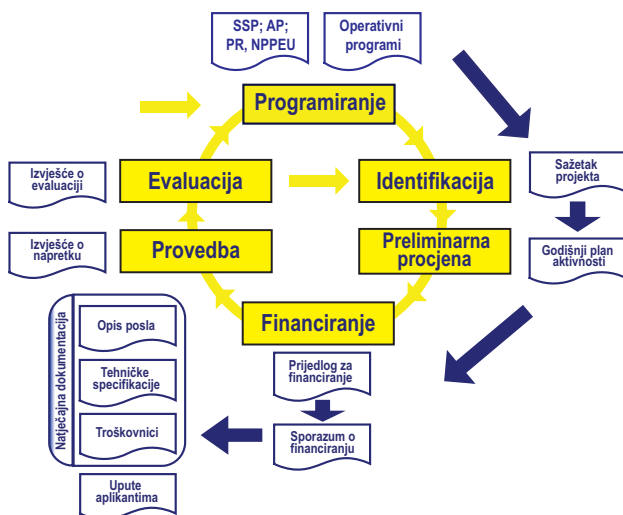 SSP; AP;
PR, NPPEU
Operativni
programi
Programiranje
Izvješće o
evaluaciji
Evaluacija
Identifikacija
Sažetak
projekta
Izvješće o
napretku
Provedba
Preliminarna
procjena
Godišnji plan
aktivnosti
Financiranje
Natječajna dokumentacija
Opis posla
Tehničke
specifikacije
Troškovnici
Prijedlog za
financiranje
Sporazum o
financiranju
Upute
aplikantima